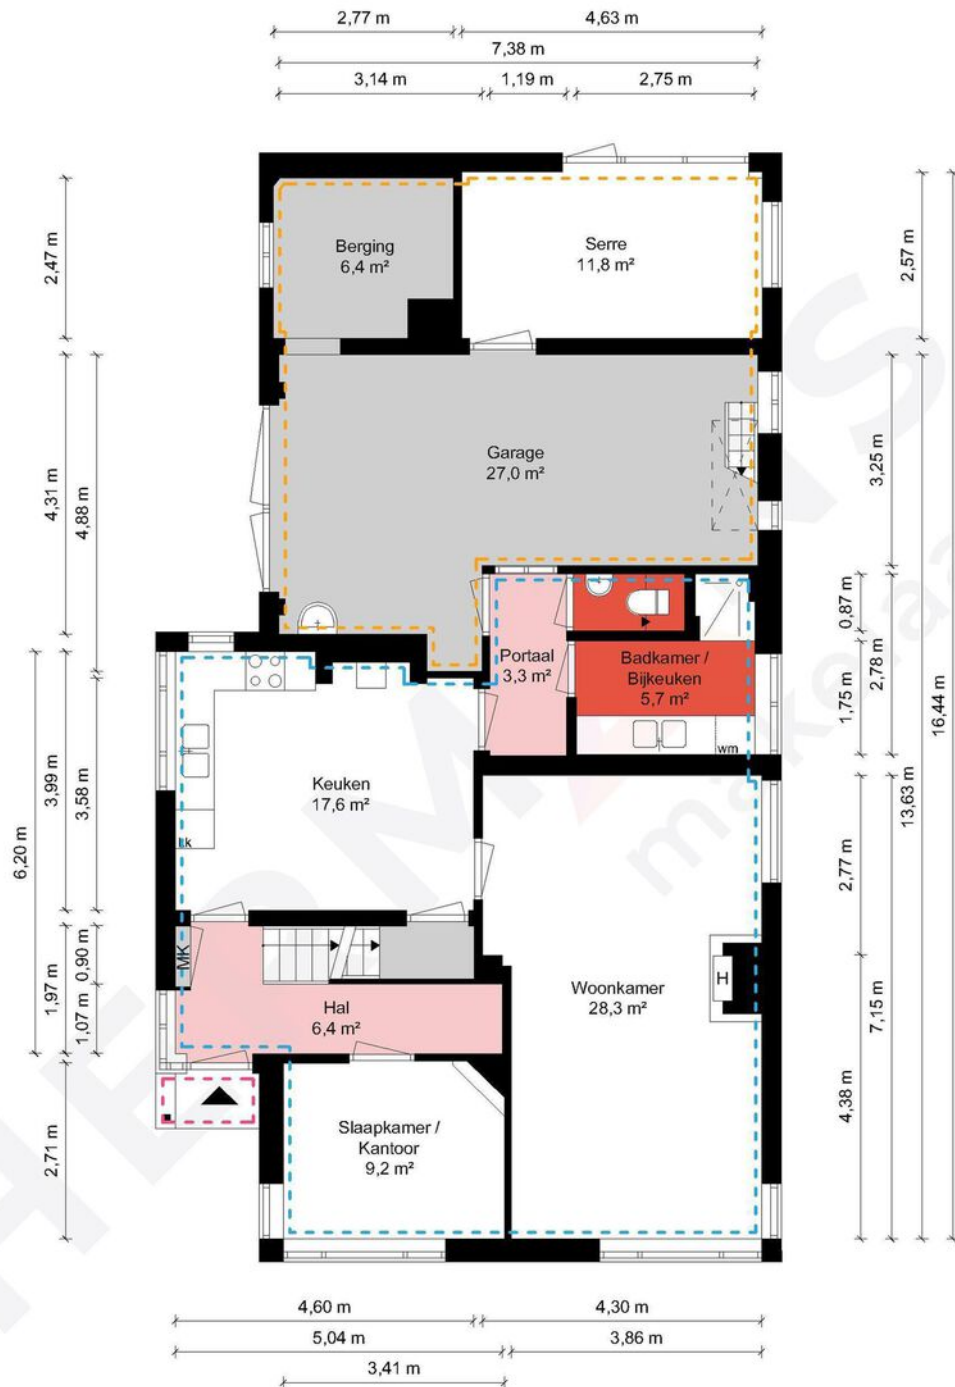 2,77 m
4,63 m
7,38 m
3,14 m
1,19 m
2,75 m
2,47 m
Berging
6,4 m²
Serre
11,8 m²
2,57 m
4,31 m
4,88 m
Garage
27,0 m²
3,25 m
0,87 m
Portaal
3,3 m²
Badkamer /
Bijkeuken
5,7 m²
wm
1,75 m
2,78 m
16,44 m
6,20 m
3,99 m
3,58 m
Keuken
17,6 m²
2,77 m
13,63 m
1,97 m
0,90 m
1,07 m
MK
Hal
6,4 m²
Woonkamer
28,3 m²
H
7,15 m
4,38 m
2,71 m
Slaapkamer /
Kantoor
9,2 m²
4,60 m
4,30 m
5,04 m
3,86 m
3,41 m